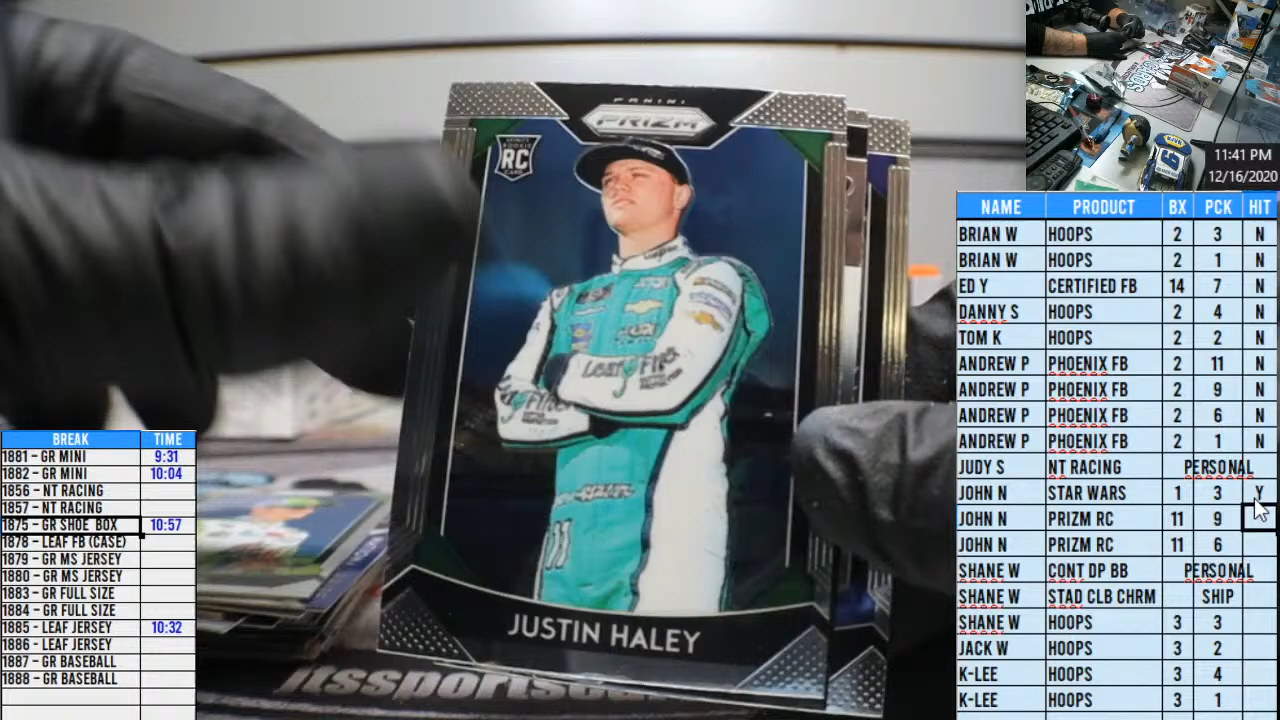 PANINI
PRIZM
RC
JUSTIN HALEY
11
jtssportsca
11:41 PM
12/16/2020
NAME PRODUCT BX PCK HIT
BRIAN W HOOPS 2 3 N
BRIAN W HOOPS 2 1 N
ED Y CERTIFIED FB 14 7 N
DANNY S HOOPS 2 4 N
TOM K HOOPS 2 2 N
ANDREW P PHOENIX FB 2 11 N
ANDREW P PHOENIX FB 2 9 N
ANDREW P PHOENIX FB 2 6 N
ANDREW P PHOENIX FB 2 1 N
JUDY S NT RACING PERSONAL
JOHN N STAR WARS 1 3 Y
JOHN N PRIZM RC 11 9
JOHN N PRIZM RC 11 6
SHANE W CONT DP BB PERSONAL
SHANE W STAD CLB CHRM SHIP
SHANE W HOOPS 3 3
JACK W HOOPS 3 2
K-LEE HOOPS 3 4
K-LEE HOOPS 3 1
BREAK TIME
1881 - GR MINI 9:31
1882 - GR MINI 10:04
1856 - NT RACING
1857 - NT RACING
1875 - GR SHOE BOX 10:57
1878 - LEAF FB (CASE)
1879 - GR MS JERSEY
1880 - GR MS JERSEY
1883 - GR FULL SIZE
1884 - GR FULL SIZE
1885 - LEAF JERSEY 10:32
1886 - LEAF JERSEY
1887 - GR BASEBALL
1888 - GR BASEBALL